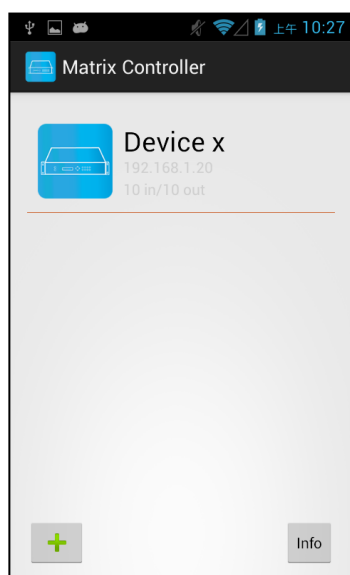 上午 10:27
Matrix Controller
Device x
192.168.1.20
10 in/10 out
Info